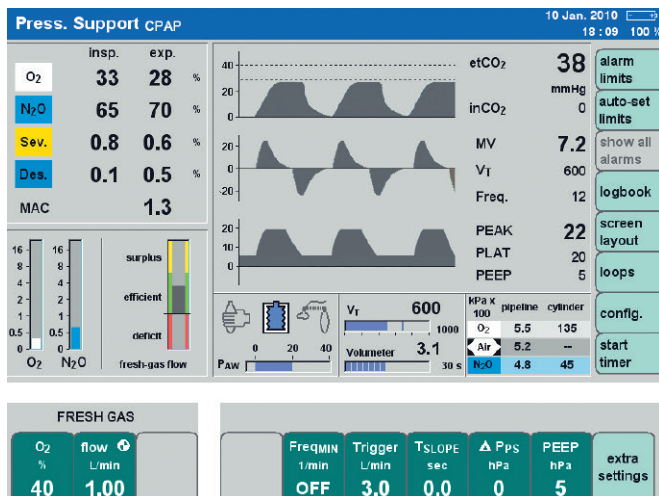 Press. Support CPAP
10 Jan. 2010
18:09 100 %
insp. exp.
O2 33 28 %
N2O 65 70 %
Sev. 0.8 0.6 %
Des. 0.1 0.5 %
MAC 1.3
40
20
0
etCO2 38
mmHg
inCO2 0
20
0
-20
MV 7.2
VT 600
Freq. 12
20
10
0
PEAK 22
PLAT 20
PEEP 5
alarm
limits
auto-set
limits
show all
alarms
logbook
screen
layout
loops
config.
start
timer
16 16
8 8
4 4
2 2
1 1
0.5 0.5
0 0
O2 N2O
surplus
efficient
deficit
fresh-gas flow
0 20 40
PAW
VT 600
1000
Volumeter 3.1
30 s
kPa x
100 pipeline cylinder
O2 5.5 135
Air 5.2 --
N2O 4.8 45
FRESH GAS
O2
%
40
flow
L/min
1.00
FreqMIN
1/min
OFF
Trigger
L/min
3.0
TSLOPE
sec
0.0
Δ PPS
hPa
0
PEEP
hPa
5
extra
settings